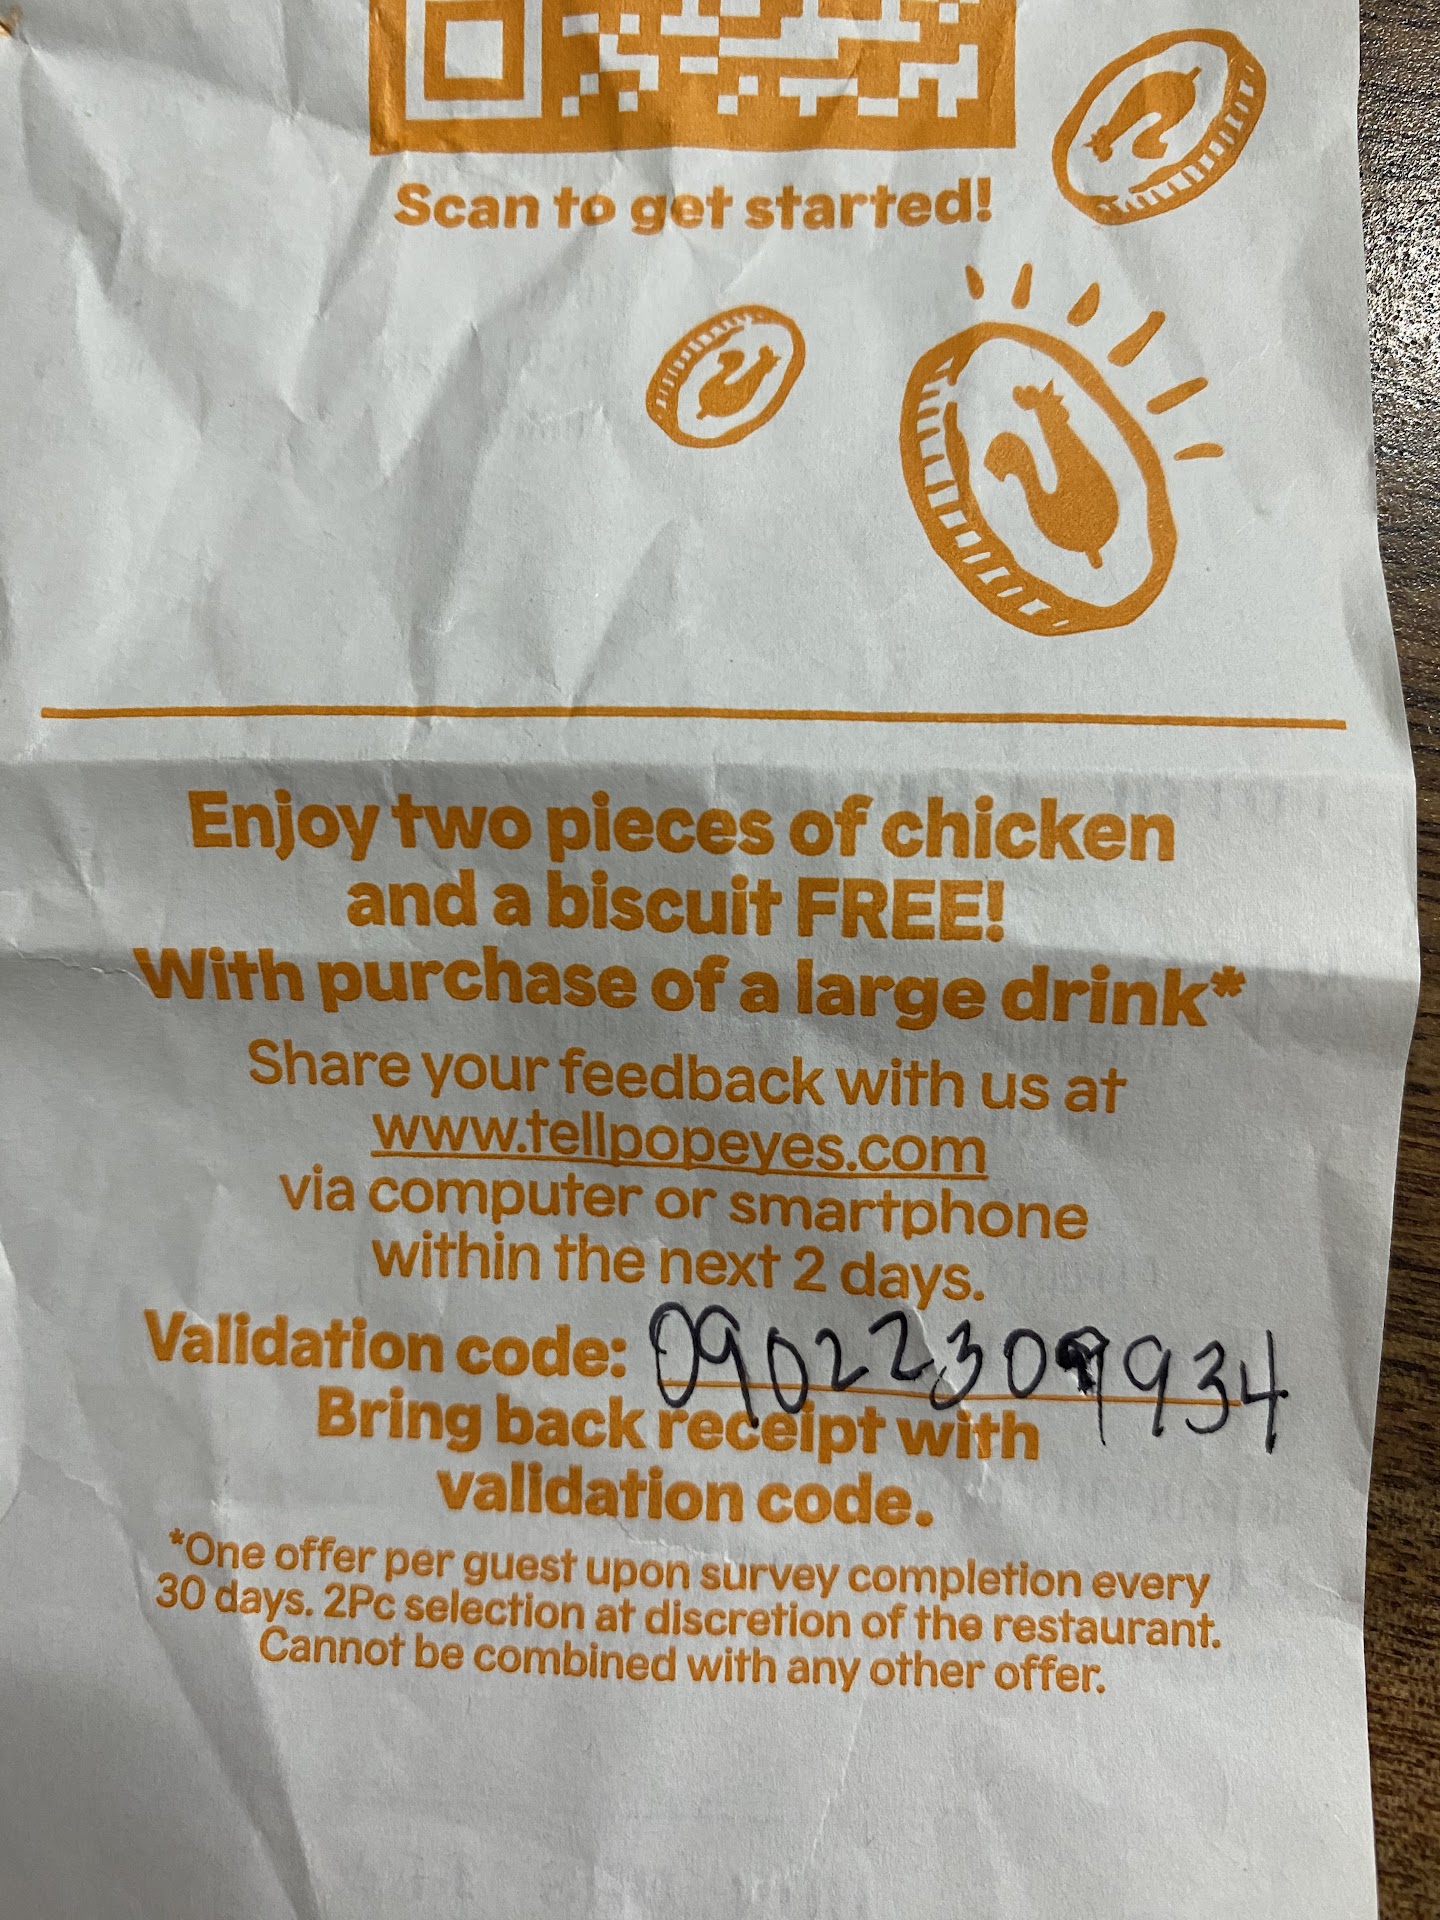 Scan to get started!
Enjoy two pieces of chicken
and a biscuit FREE!
With purchase of a large drink*
Share your feedback with us at
www.tellpopeyes.com
via computer or smartphone
within the next 2 days.
Validation code: 09022309934
Bring back receipt with
validation code.
*One offer per guest upon survey completion every
30 days. 2Pc selection at discretion of the restaurant.
Cannot be combined with any other offer.